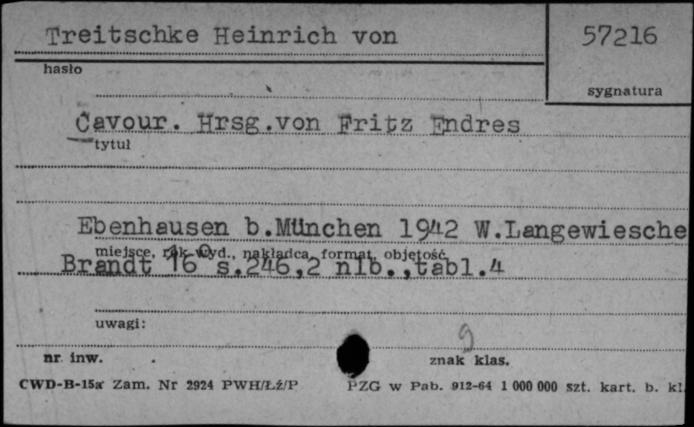 Treitschke Heinrich von 57216
hasło
sygnatura
Cavour. Hrsg.von Fritz Endres
tytuł
Ebenhausen b.München 1942 W.Langewiesche
miejsce, rok wyd., nakładca, format, objętość
Brandt 16° s.246,2 nlb.,tabl.4
uwagi:
9
nr inw. znak klas.
CWD-B-15a Zam. Nr 2924 PWH/Łź/P PZG w Pab. 912-64 1 000 000 szt. kart. b. kl.